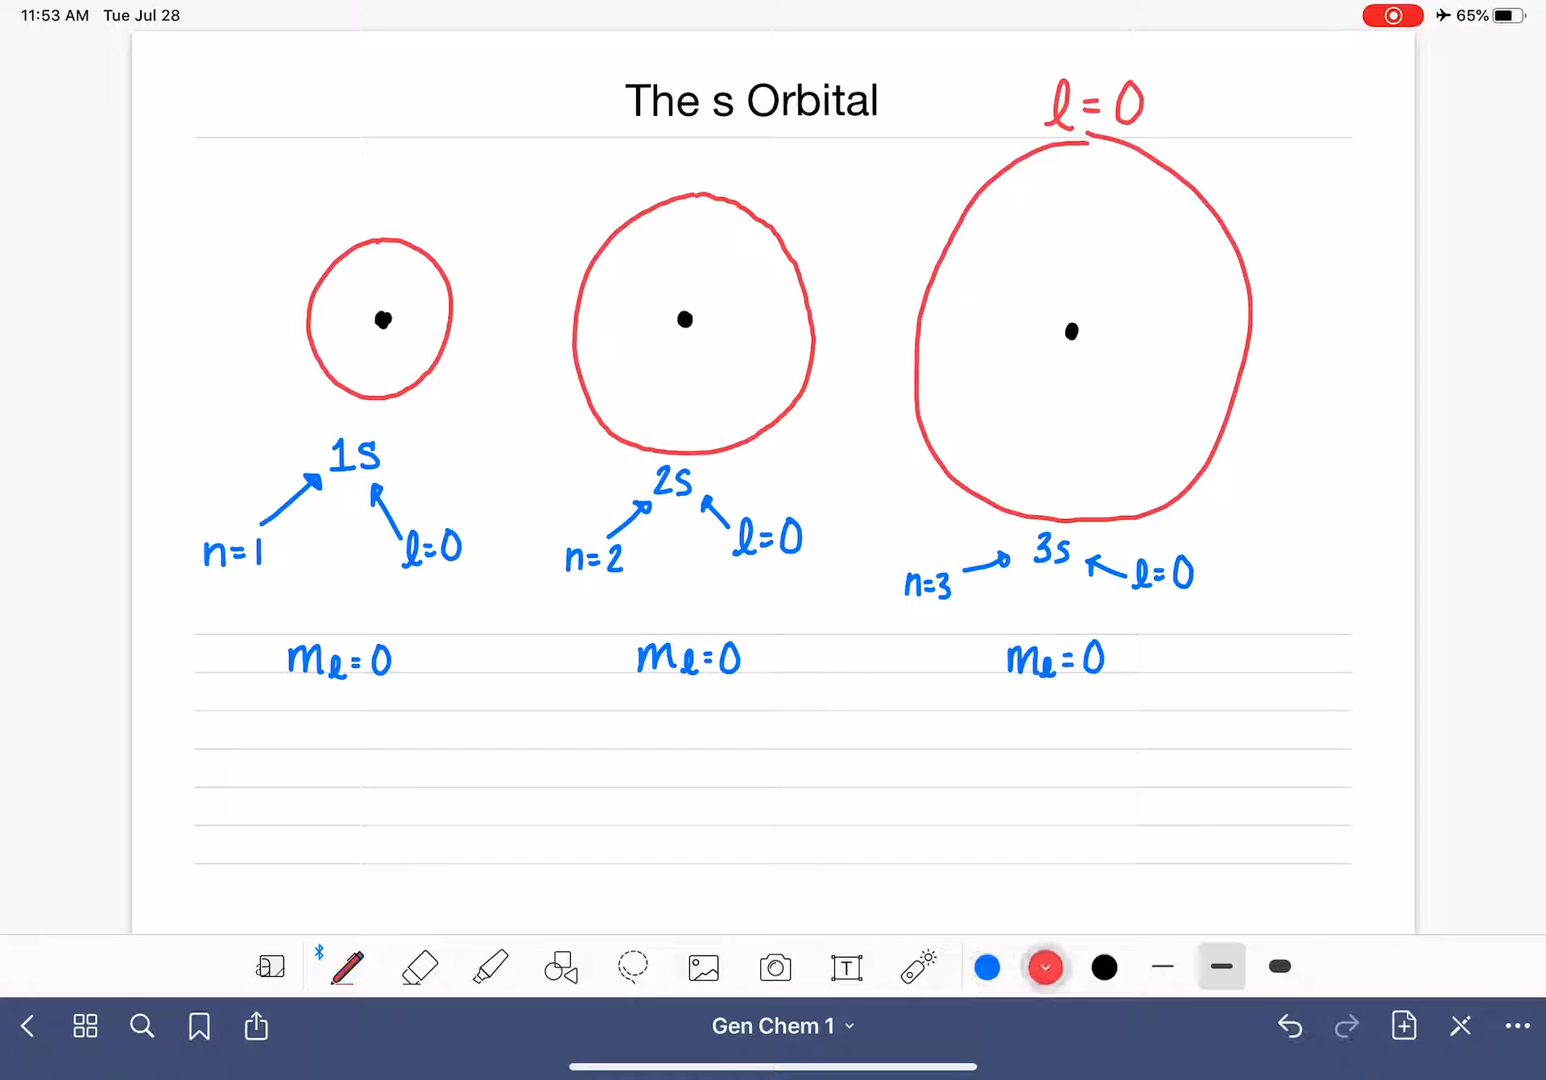 11:53 AM Tue Jul 28
65%
The s Orbital
l = 0
1s
n=1
l=0
2s
n=2
l=0
3s
n=3
l=0
ml=0
ml=0
ml=0
T
Gen Chem 1